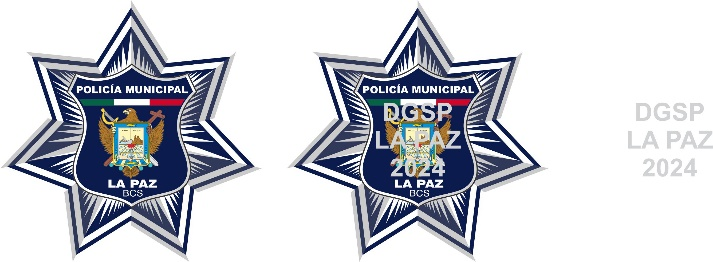 POLICÍA MUNICIPAL
LA PAZ
BCS
POLICÍA MUNICIPAL
DGSP
LA PAZ
2024
LA PAZ
BCS
DGSP
LA PAZ
2024